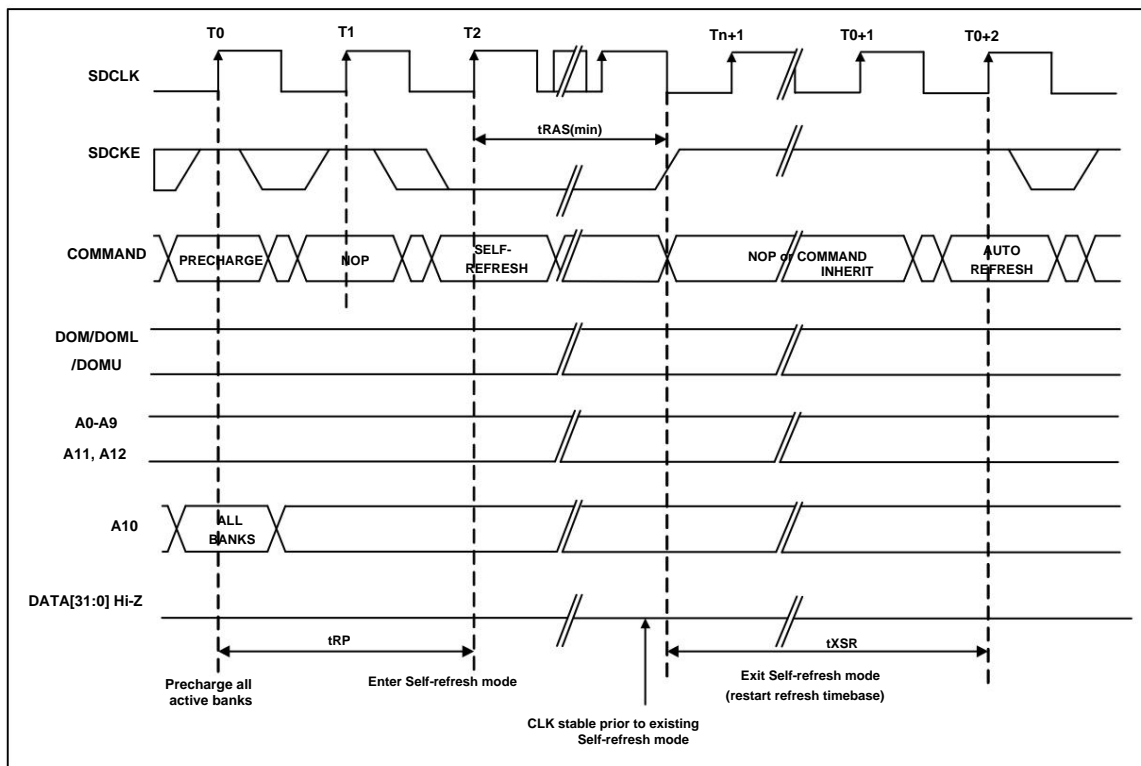 T0 T1 T2 Tn+1 T0+1 T0+2
SDCLK
tRAS(min)
SDCKE
COMMAND
PRECHARGE
NOP
SELF-
REFRESH
NOP or COMMAND
INHERIT
AUTO
REFRESH
DOM/DOML
/DOMU
A0-A9
A11, A12
A10
ALL
BANKS
DATA[31:0] Hi-Z
tRP
tXSR
Precharge all
active banks
Enter Self-refresh mode
Exit Self-refresh mode
(restart refresh timebase)
CLK stable prior to existing
Self-refresh mode